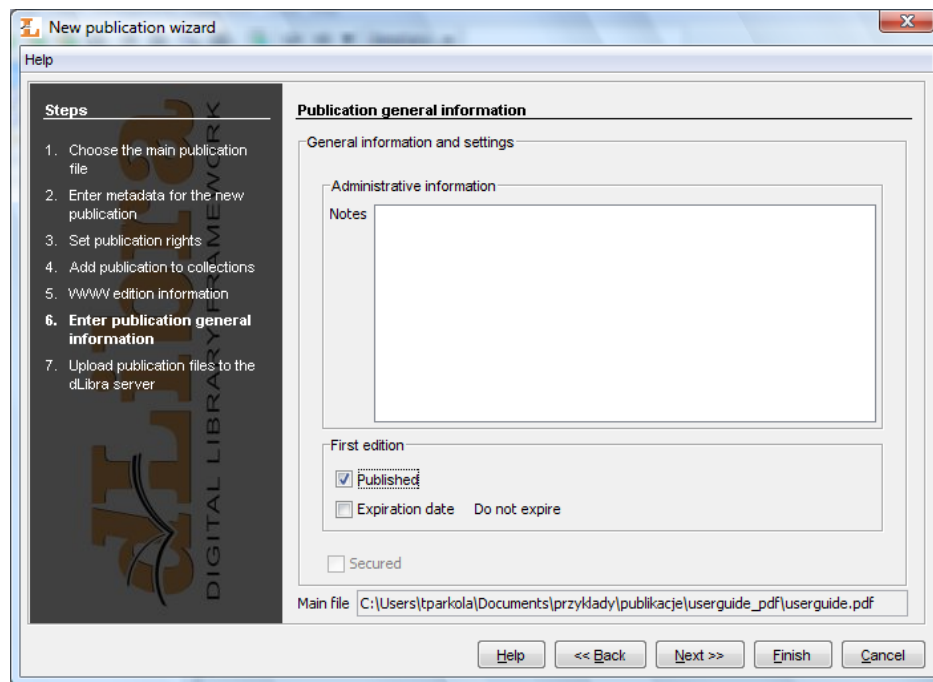 New publication wizard
Help
Steps
1. Choose the main publication
file
2. Enter metadata for the new
publication
3. Set publication rights
4. Add publication to collections
5. WWW edition information
6. Enter publication general
information
7. Upload publication files to the
dLibra server
dLibra
DIGITAL LIBRARY FRAMEWORK
Publication general information
General information and settings
Administrative information
Notes
First edition
Published
Expiration date Do not expire
Secured
Main file C:\Users\tparkola\Documents\przyklady\publikacje\userguide_pdf\userguide.pdf
Help << Back Next >> Finish Cancel